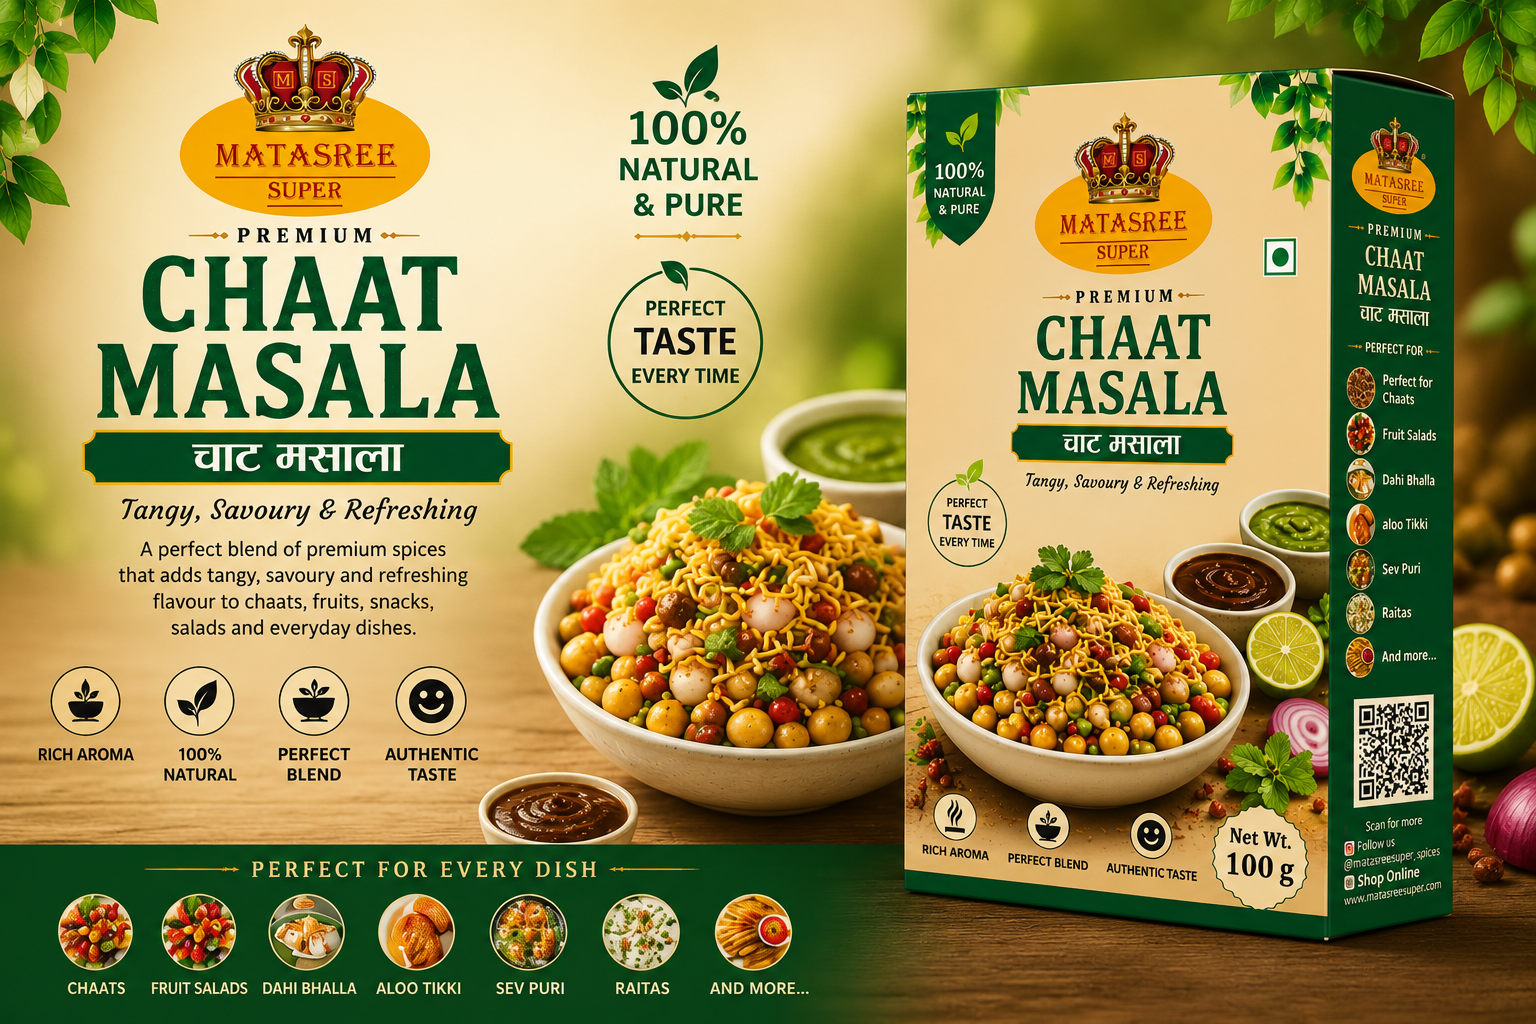 M S
MATASREE
SUPER
PREMIUM
CHAAT
MASALA
चाट मसाला
Tangy, Savoury & Refreshing
A perfect blend of premium spices
that adds tangy, savoury and refreshing
flavour to chaats, fruits, snacks,
salads and everyday dishes.
RICH AROMA
100%
NATURAL
PERFECT
BLEND
AUTHENTIC
TASTE
100%
NATURAL
& PURE
PERFECT
TASTE
EVERY TIME
PERFECT FOR EVERY DISH
CHAATS
FRUIT SALADS
DAHI BHALLA
ALOO TIKKI
SEV PURI
RAITAS
AND MORE...
100%
NATURAL
& PURE
M S
MATASREE
SUPER
PREMIUM
CHAAT
MASALA
चाट मसाला
Tangy, Savoury & Refreshing
PERFECT
TASTE
EVERY TIME
RICH AROMA
PERFECT BLEND
AUTHENTIC TASTE
Net Wt.
100 g
MATASREE
SUPER
PREMIUM
CHAAT
MASALA
चाट मसाला
PERFECT FOR
Perfect for
Chaats
Fruit Salads
Dahi Bhalla
aloo Tikki
Sev Puri
Raitas
And more...
Scan for more
Follow us
@matasreesuper_spices
Shop Online
www.matasreesuper.com